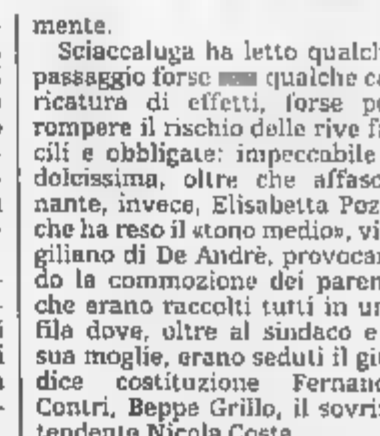 mente.
Sciaccaluga ha letto qualch
passaggio forse qualche ca
ricatura di effetti, forse pe
rompere il rischio delle rive fa
cili e obbligate: impeccabile
dolcissima, oltre che affasc
nante, invece, Elisabetta Poz
che ha reso il «tono medio», vi
giliano di De Andrè, provocan
do la commozione dei paren
che erano raccolti tutti in un
fila dove, oltre al sindaco e
sua moglie, erano seduti il giu
dice costituzione Fernand
Contri, Beppe Grillo, il sovrin
tendente Nicola Costa